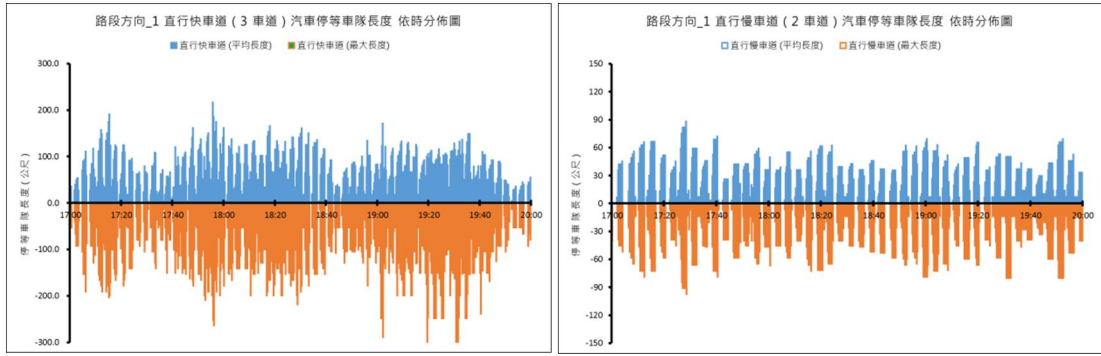 路段方向_1 直行快車道（3 車道）汽車停等車隊長度 依時分佈圖
直行快車道 (平均長度) 直行快車道 (最大長度)
300.0
200.0
100.0
0.0
-100.0
-200.0
-300.0
停等車隊長度（公尺）
17:00 17:20 17:40 18:00 18:20 18:40 19:00 19:20 19:40 20:00
路段方向_1 直行慢車道（2 車道）汽車停等車隊長度 依時分佈圖
直行慢車道 (平均長度) 直行慢車道 (最大長度)
150
120
90
60
30
0
-30
-60
-90
-120
-150
停等車隊長度（公尺）
17:00 17:20 17:40 18:00 18:20 18:40 19:00 19:20 19:40 20:00